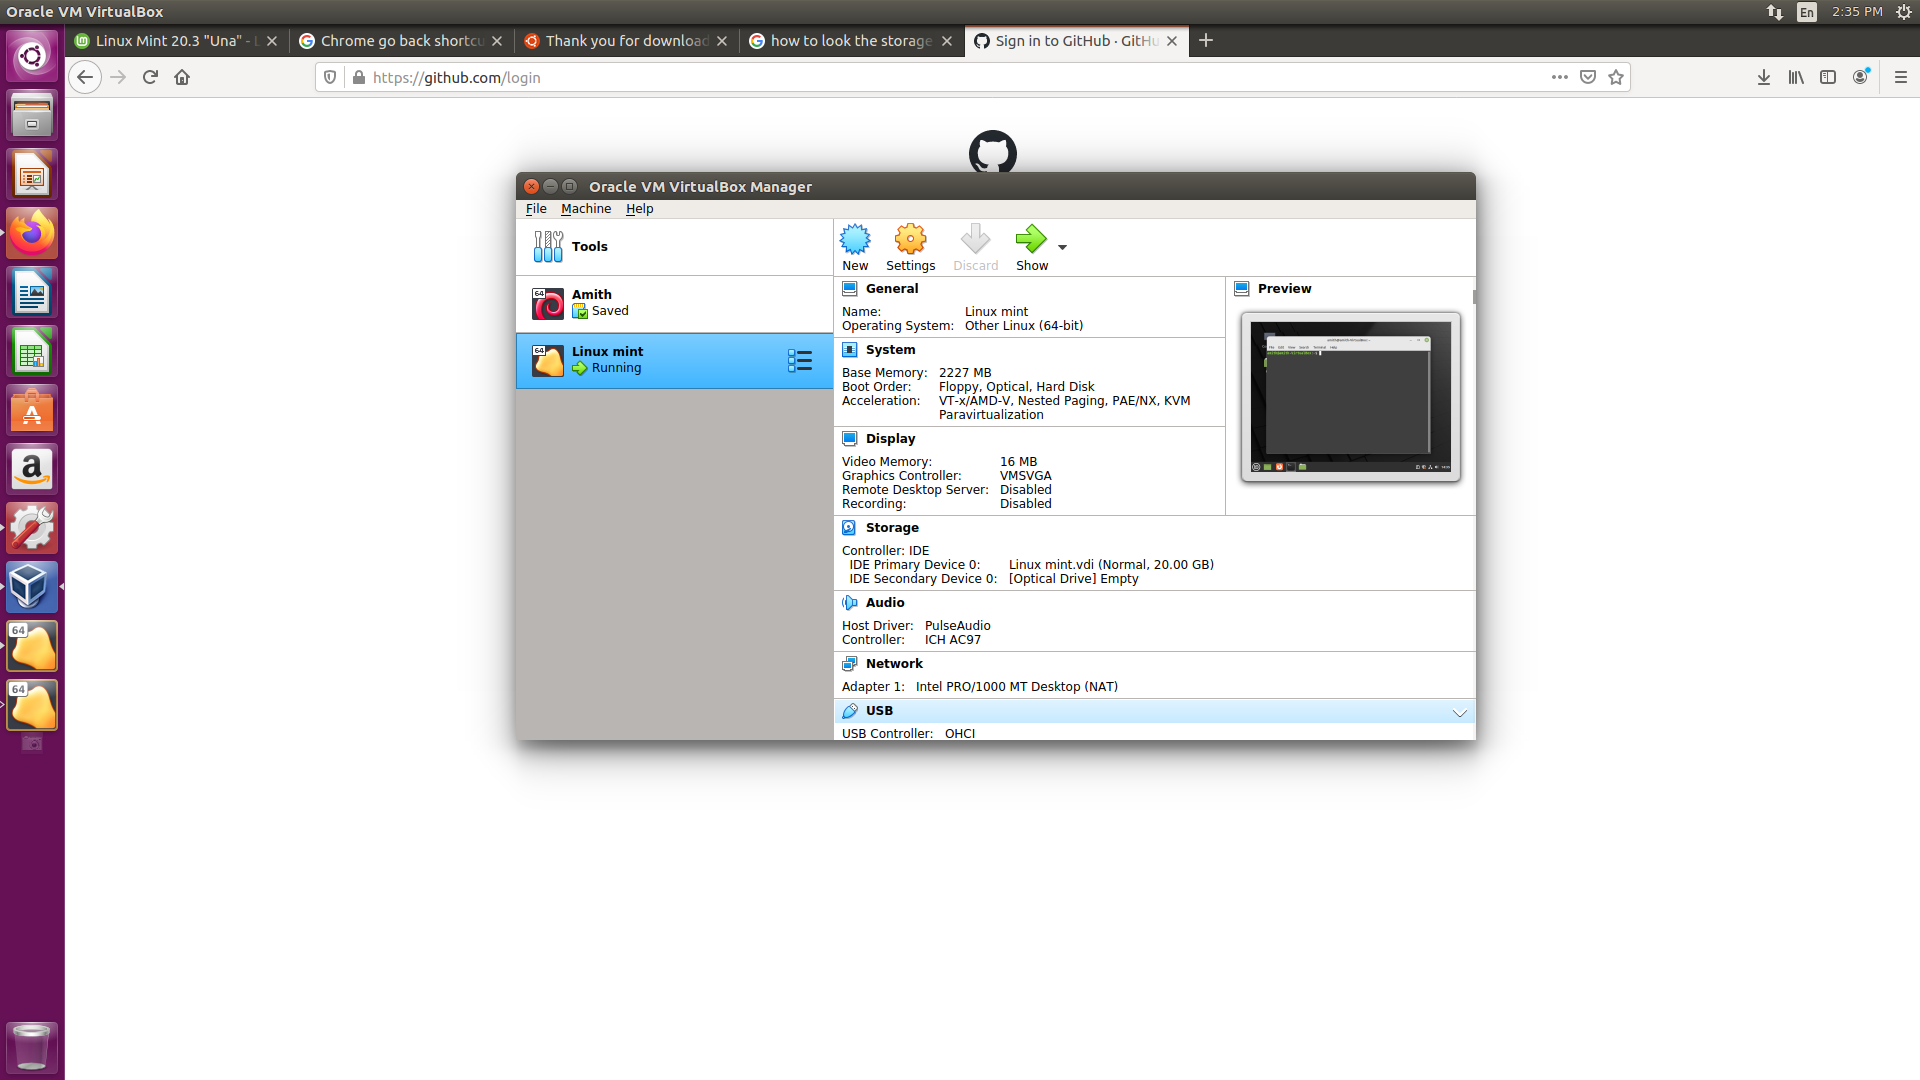 Oracle VM VirtualBox
En
2:35 PM
Linux Mint 20.3 "Una" - L
Chrome go back shortcu
Thank you for download
how to look the storage
Sign in to GitHub · GitHu
https://github.com/login
Oracle VM VirtualBox Manager
File Machine Help
Tools
New
Settings
Discard
Show
64
Amith
Saved
64
Linux mint
Running
General
Name: Linux mint
Operating System: Other Linux (64-bit)
System
Base Memory: 2227 MB
Boot Order: Floppy, Optical, Hard Disk
Acceleration: VT-x/AMD-V, Nested Paging, PAE/NX, KVM
Paravirtualization
Display
Video Memory: 16 MB
Graphics Controller: VMSVGA
Remote Desktop Server: Disabled
Recording: Disabled
Preview
Storage
Controller: IDE
IDE Primary Device 0: Linux mint.vdi (Normal, 20.00 GB)
IDE Secondary Device 0: [Optical Drive] Empty
Audio
Host Driver: PulseAudio
Controller: ICH AC97
Network
Adapter 1: Intel PRO/1000 MT Desktop (NAT)
USB
USB Controller: OHCI
64
64